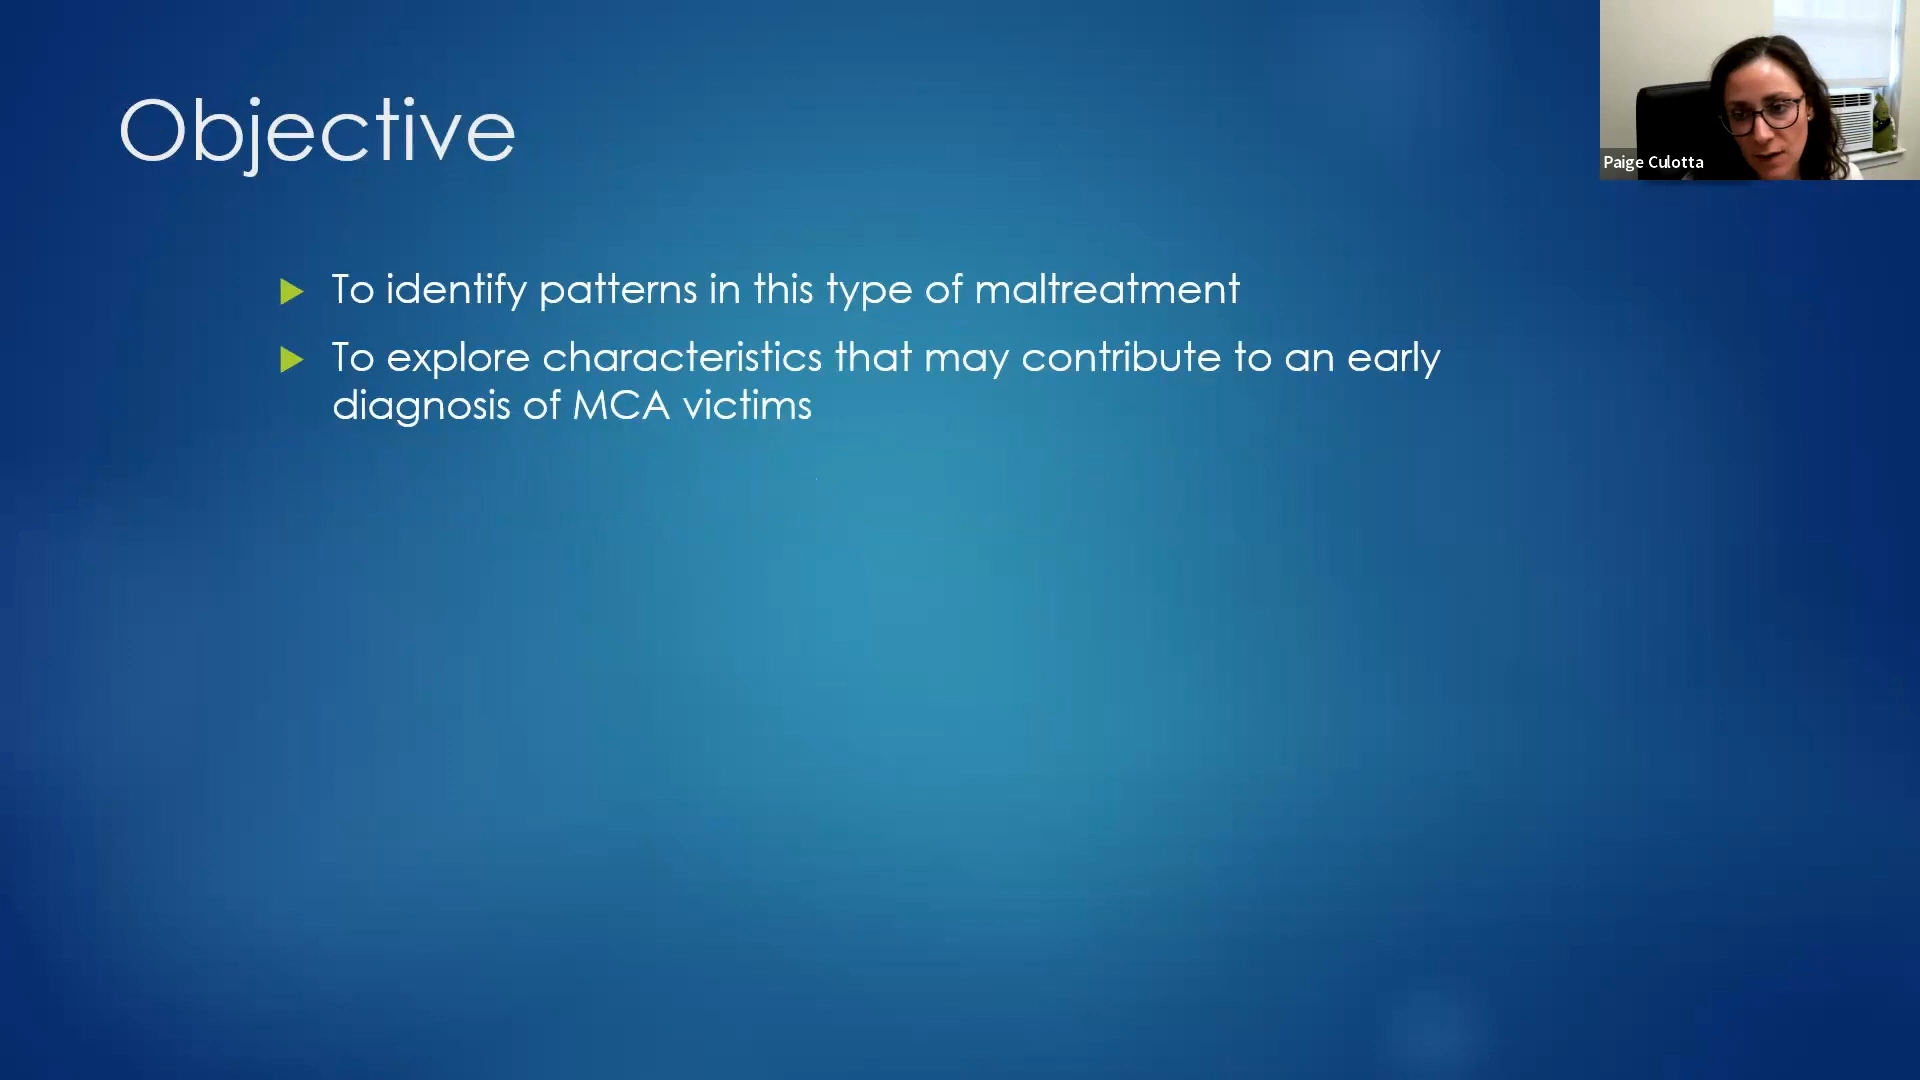 Objective
To identify patterns in this type of maltreatment
To explore characteristics that may contribute to an early
diagnosis of MCA victims
Paige Culotta